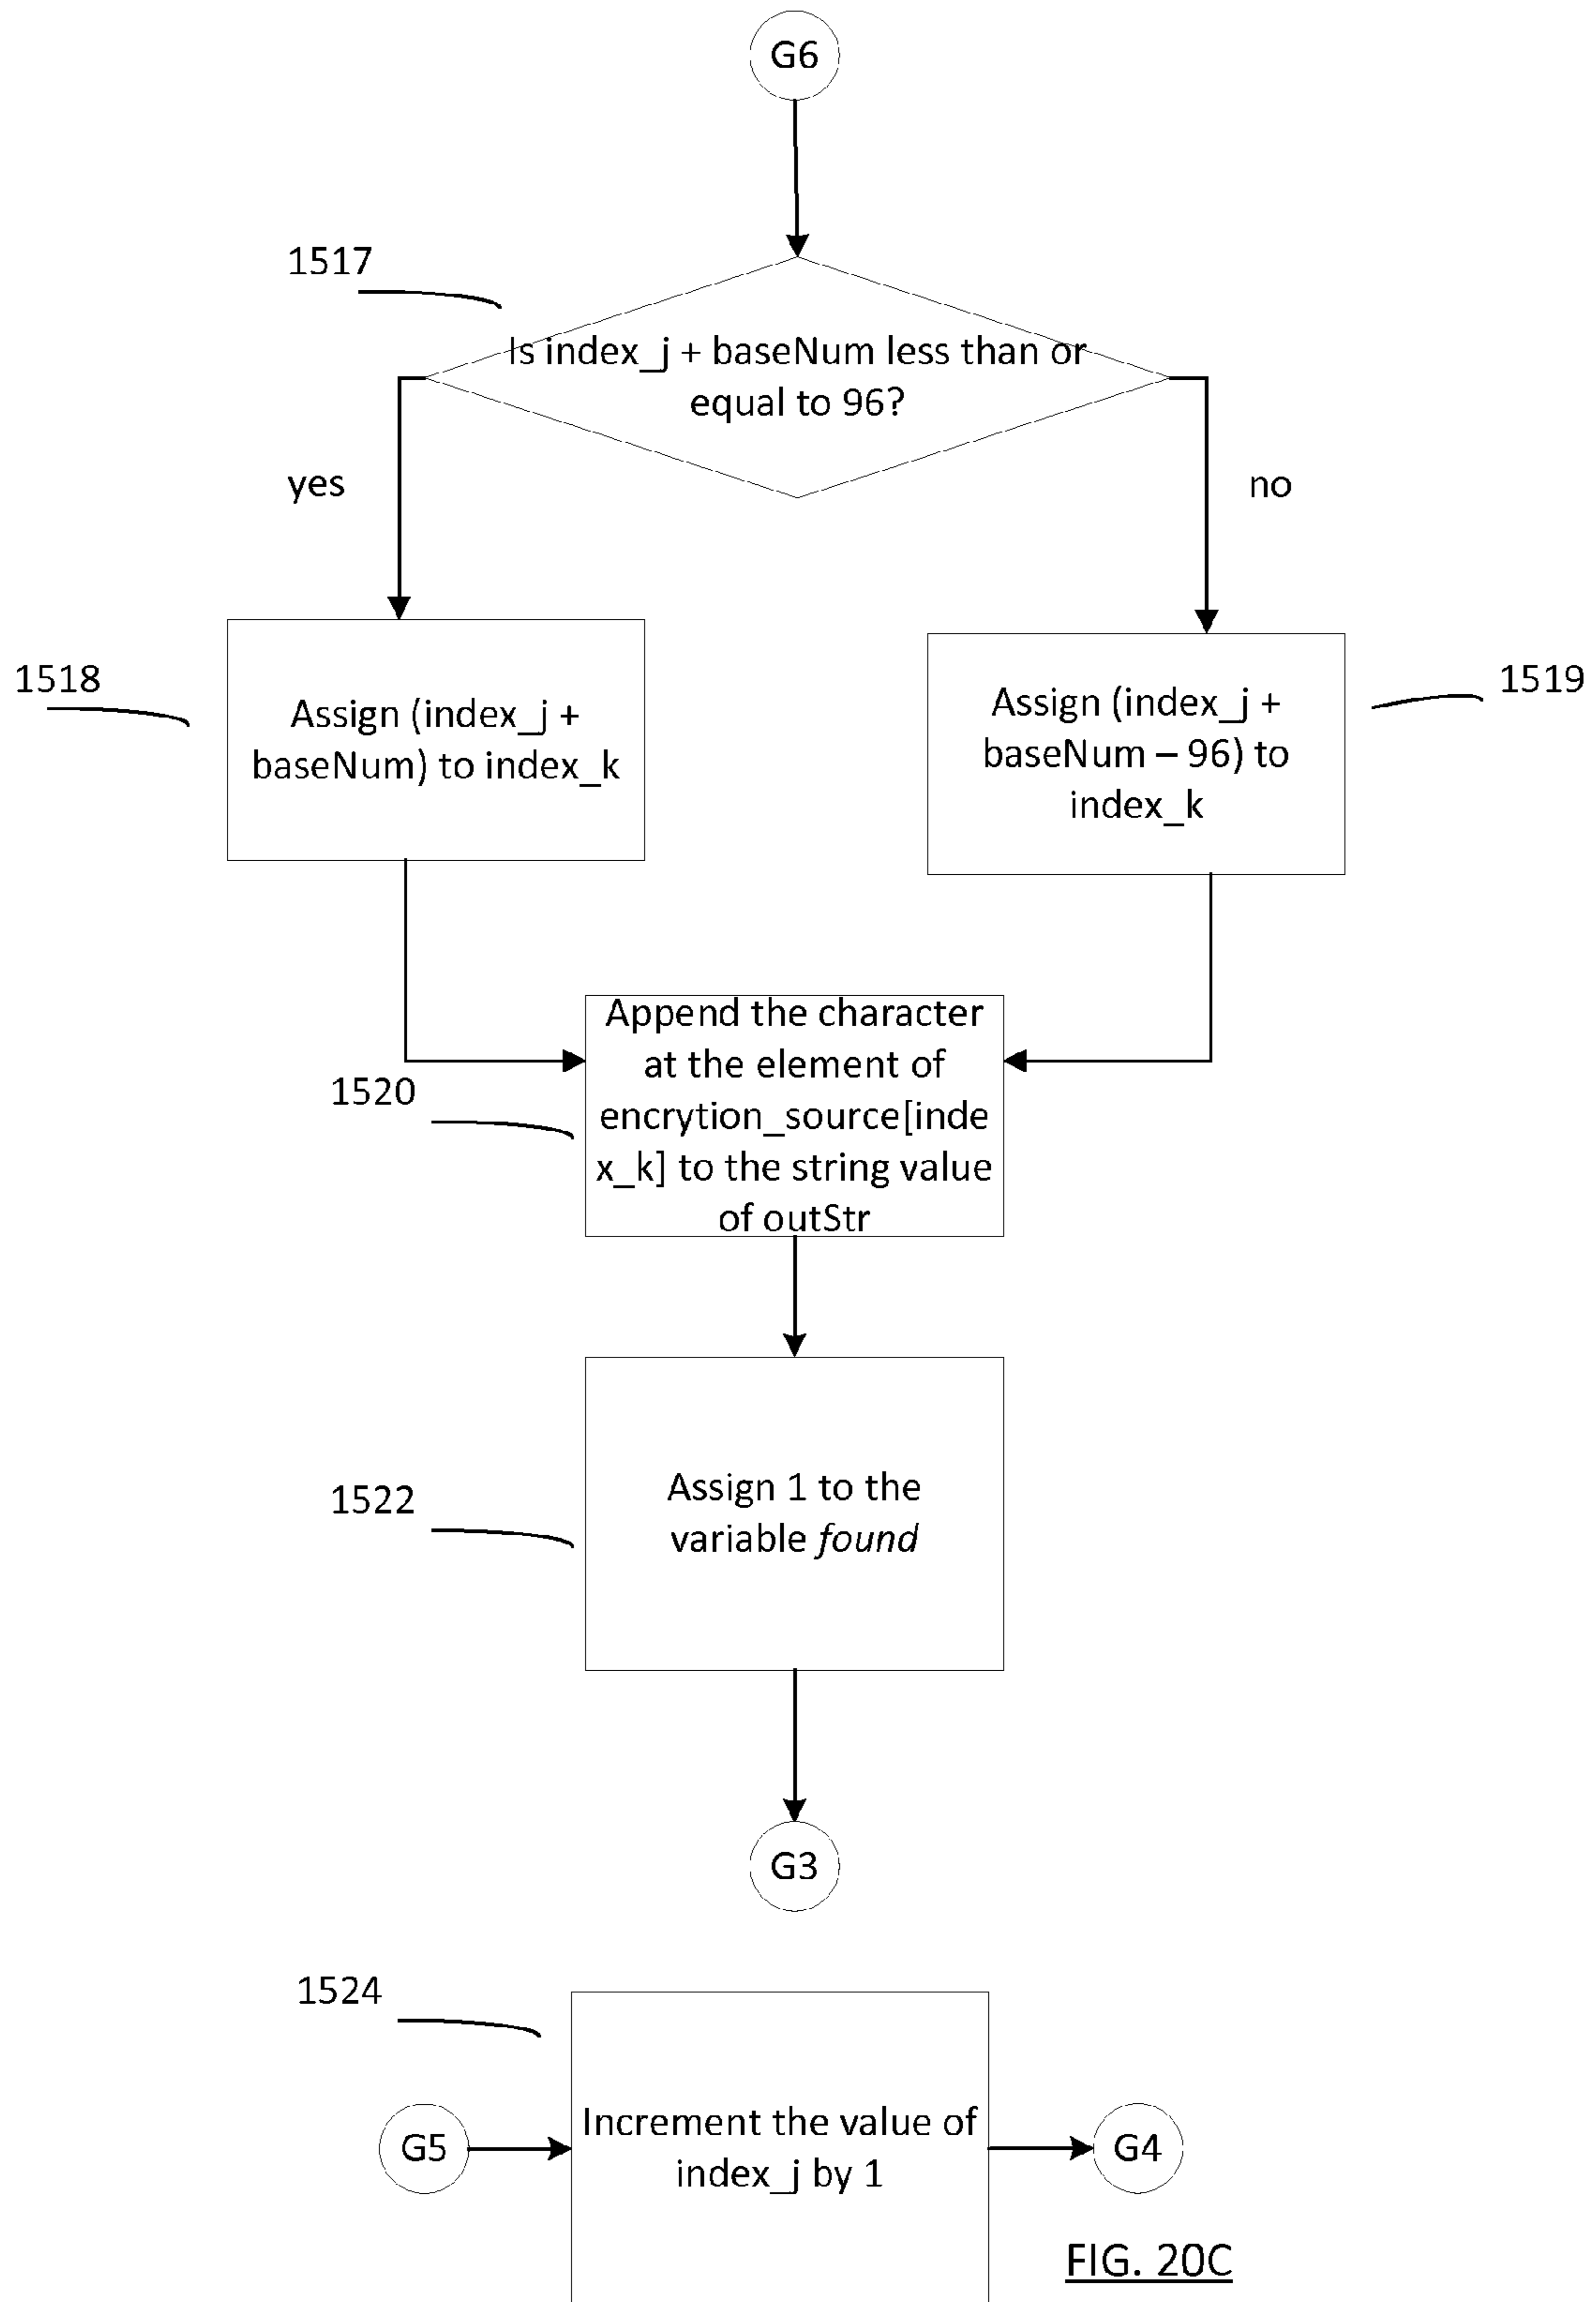 G6
1517
Is index_j + baseNum less than or
equal to 96?
yes
no
1518
Assign (index_j +
baseNum) to index_k
Assign (index_j +
baseNum – 96) to
index_k
1519
Append the character
at the element of
encrytion_source[inde
x_k] to the string value
of outStr
1520
Assign 1 to the
variable found
1522
G3
1524
G5
Increment the value of
index_j by 1
G4
FIG. 20C